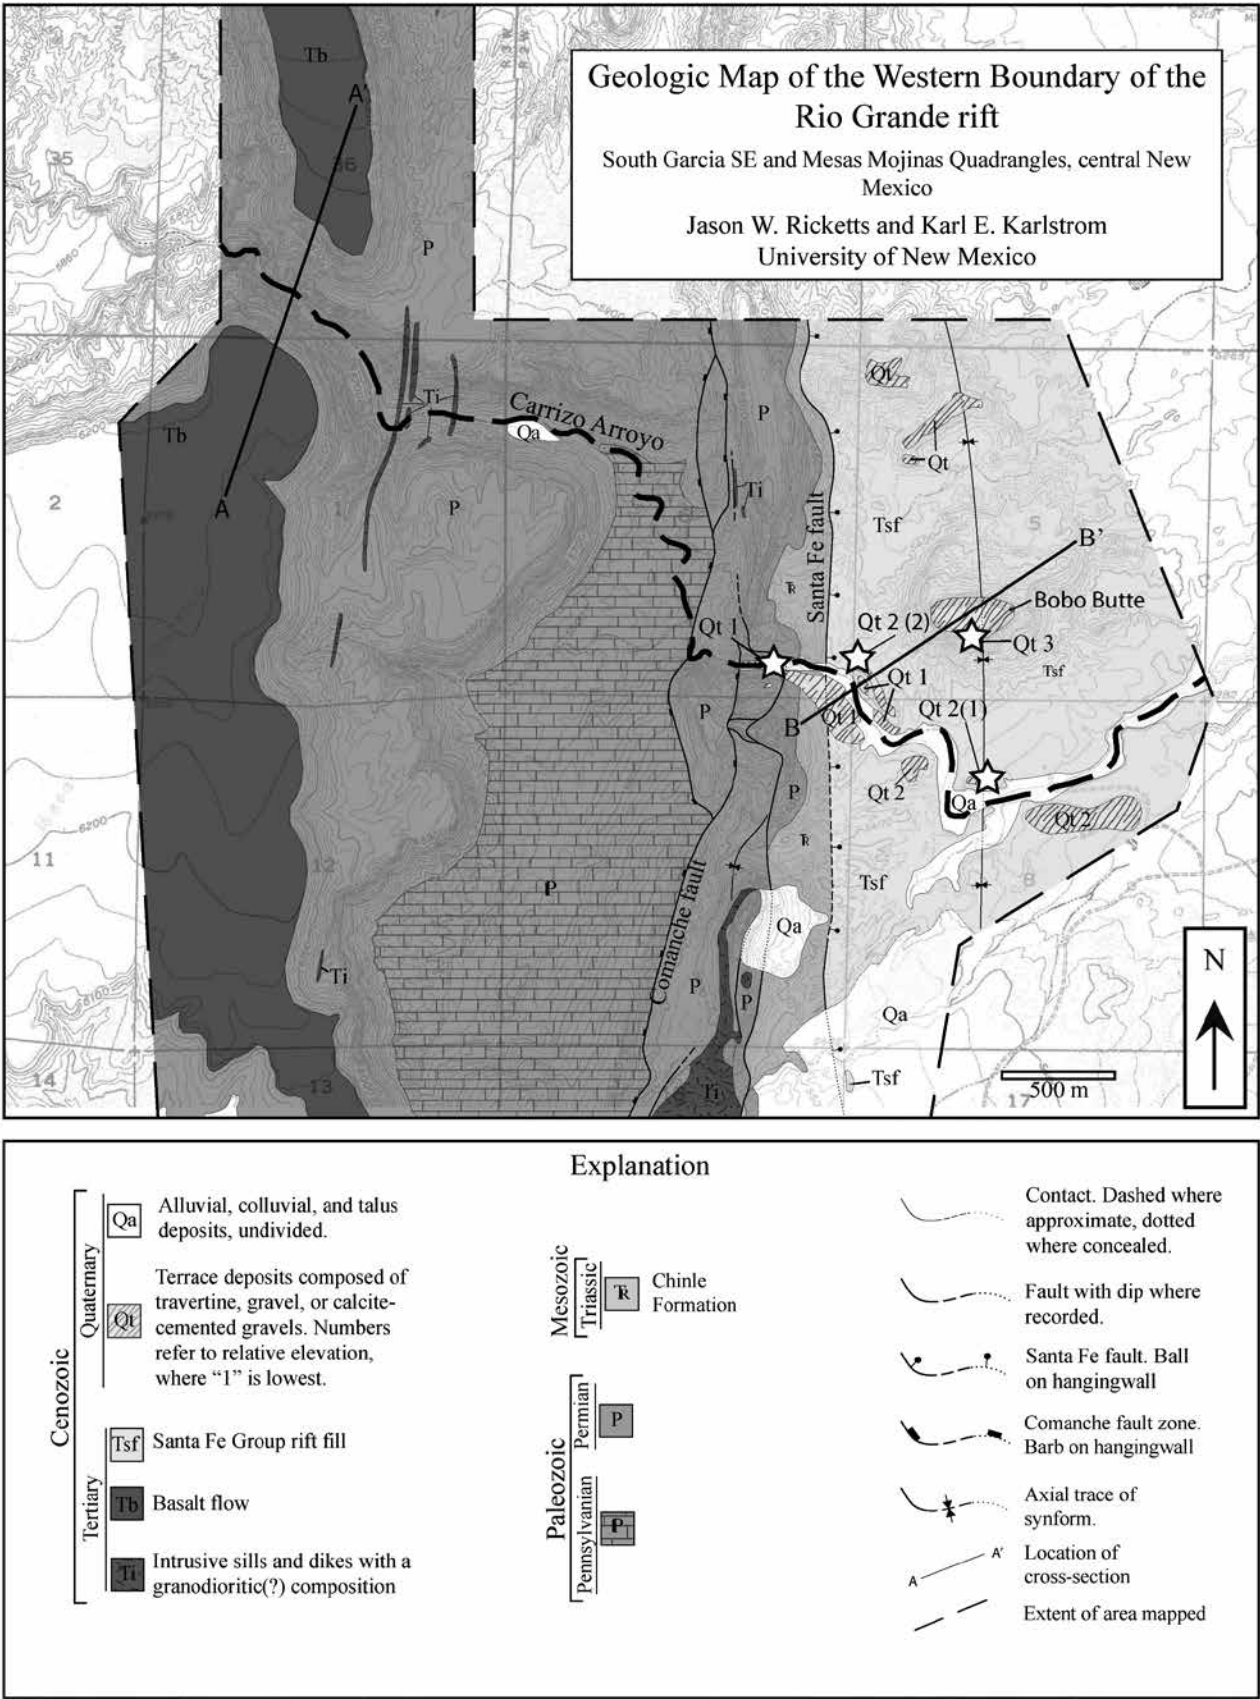 Geologic Map of the Western Boundary of the
Rio Grande rift
South Garcia SE and Mesas Mojinas Quadrangles, central New
Mexico
Jason W. Ricketts and Karl E. Karlstrom
University of New Mexico
Tb
A'
36
35
R 3 W
P
Ti
Carrizo Arroyo
Qa
Tb
A
2
1
P
P
Ti
Santa Fe fault
Qt
Qt
Tsf
5
B'
Bobo Butte
Qt 3
Tsf
Qt 2 (2)
Qt 1
Qt 1
Qt 2(1)
Qt 1
B
TR
P
P
Qt 2
Qa
Qt 2
TR
Tsf
8
6200
11
12
P
Comanche fault
Qa
Ti
P
P
Qa
N
14
13
Ti
Tsf
17
500 m
Explanation
Cenozoic
Quaternary
Qa
Alluvial, colluvial, and talus
deposits, undivided.
Qt
Terrace deposits composed of
travertine, gravel, or calcite-
cemented gravels. Numbers
refer to relative elevation,
where "1" is lowest.
Tertiary
Tsf
Santa Fe Group rift fill
Tb
Basalt flow
Ti
Intrusive sills and dikes with a
granodioritic(?) composition
Mesozoic
Triassic
TR
Chinle
Formation
Paleozoic
Permian
P
Pennsylvanian
P
Contact. Dashed where
approximate, dotted
where concealed.
Fault with dip where
recorded.
Santa Fe fault. Ball
on hangingwall
Comanche fault zone.
Barb on hangingwall
Axial trace of
synform.
A A'
Location of
cross-section
Extent of area mapped